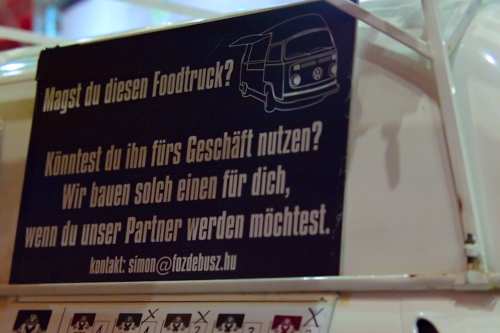 Magst du diesen Foodtruck?
Könntest du ihn fürs Geschäft nutzen?
Wir bauen solch einen für dich,
wenn du unser Partner werden möchtest.
kontakt: simon@fozdebusz.hu